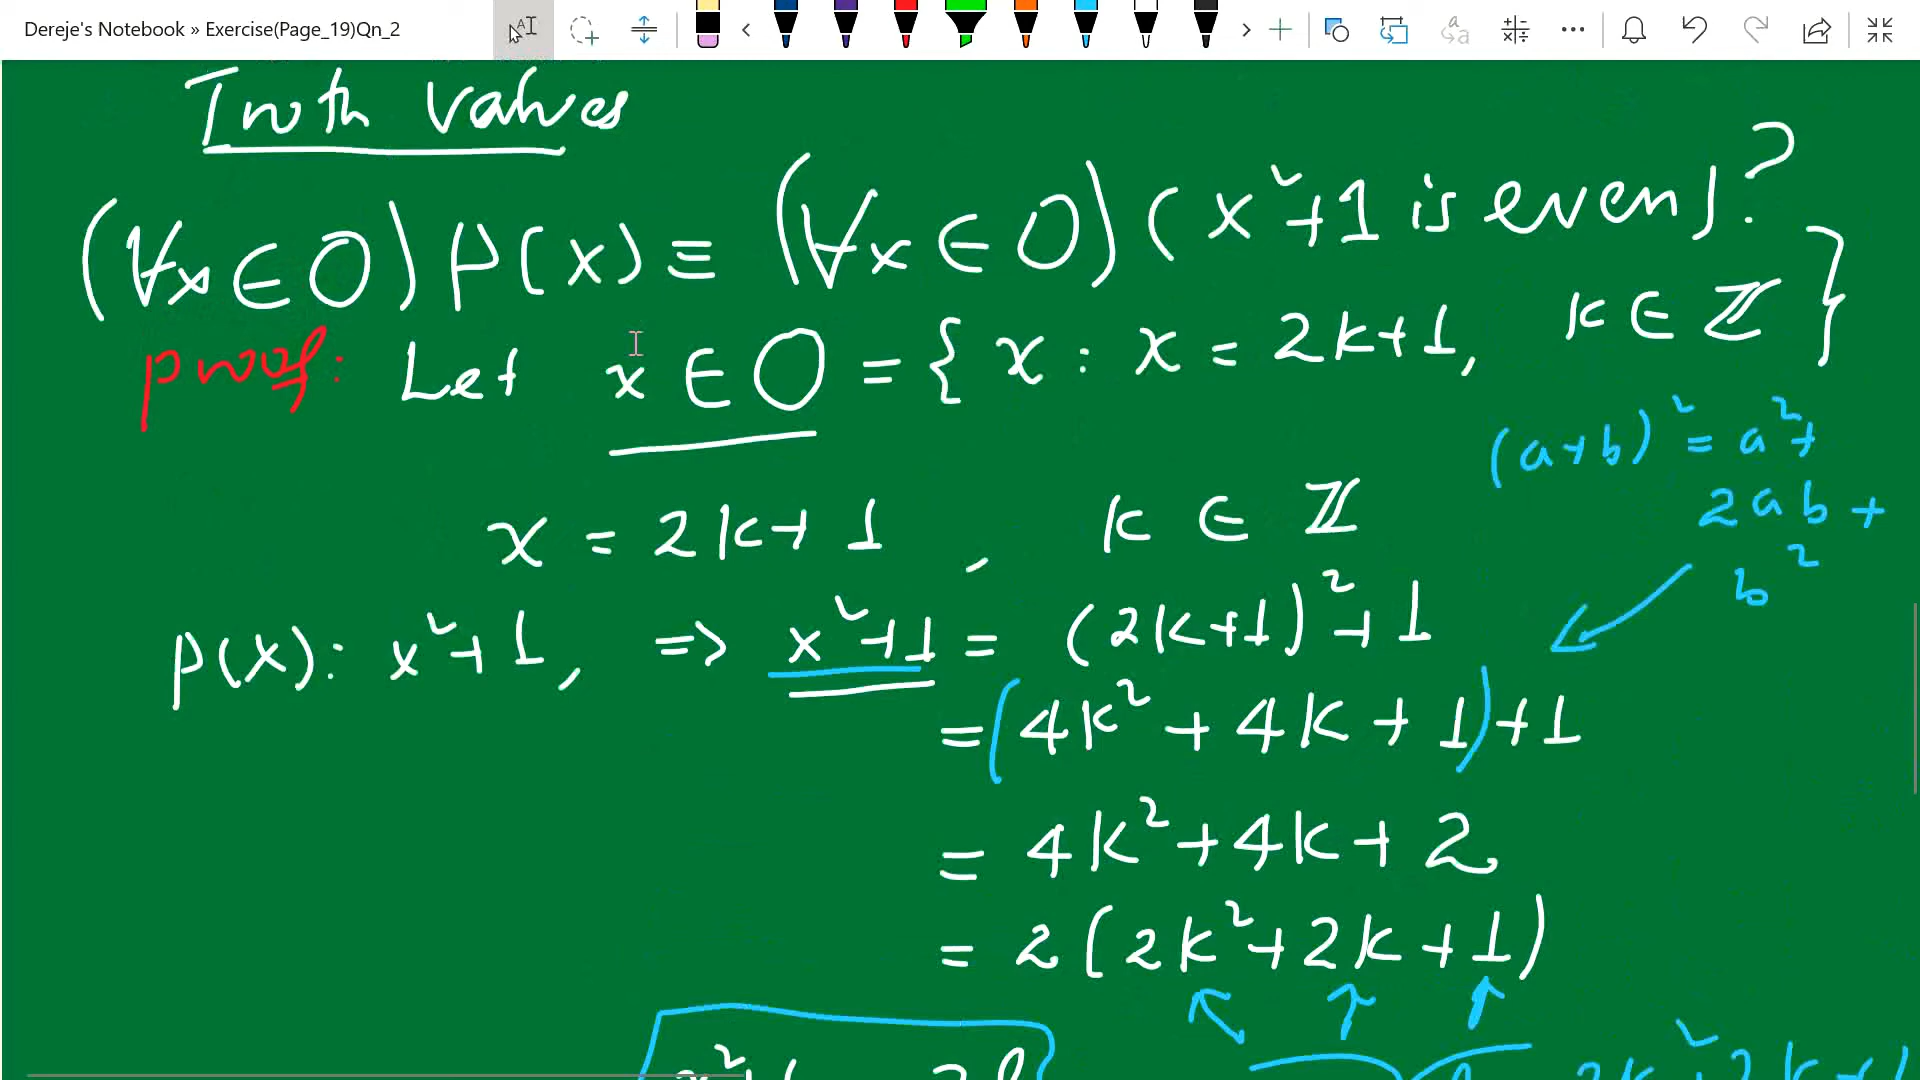 Dereje's Notebook » Exercise(Page_19)Qn_2
Truth values
(∀x∈O) P(x) ≡ (∀x∈O) (x²+1 is even)?
proof: Let x ∈ O = { x : x = 2k+1, k ∈ ℤ }
(a+b)² = a² +
2ab +
b²
x = 2k+1, k ∈ ℤ
P(x): x²+1, => x²+1 = (2k+1)²+1
= (4k² + 4k + 1) + 1
= 4k² + 4k + 2
= 2(2k²+2k+1)